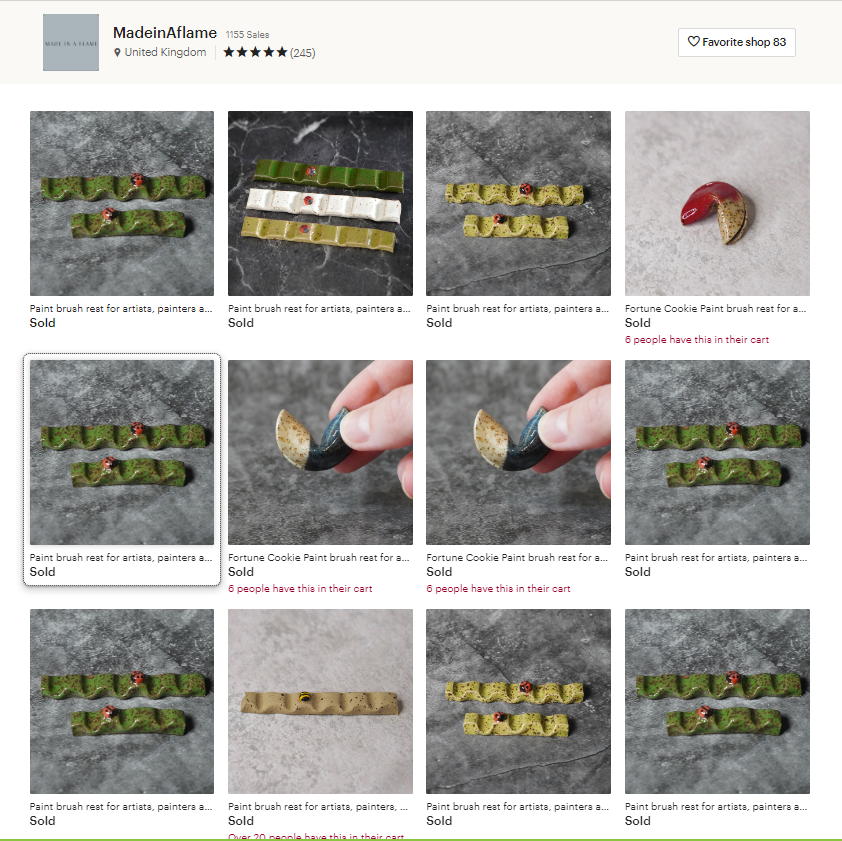 MADE IN A FLAME
MadeinAflame 1155 Sales
United Kingdom ★★★★★ (245)
Favorite shop 83
Paint brush rest for artists, painters a...
Sold
Paint brush rest for artists, painters a...
Sold
Paint brush rest for artists, painters a...
Sold
Fortune Cookie Paint brush rest for a...
Sold
6 people have this in their cart
Paint brush rest for artists, painters a...
Sold
Fortune Cookie Paint brush rest for a...
Sold
6 people have this in their cart
Fortune Cookie Paint brush rest for a...
Sold
6 people have this in their cart
Paint brush rest for artists, painters a...
Sold
Paint brush rest for artists, painters a...
Sold
Paint brush rest for artists, painters, ...
Sold
Over 20 people have this in their cart
Paint brush rest for artists, painters a...
Sold
Paint brush rest for artists, painters a...
Sold